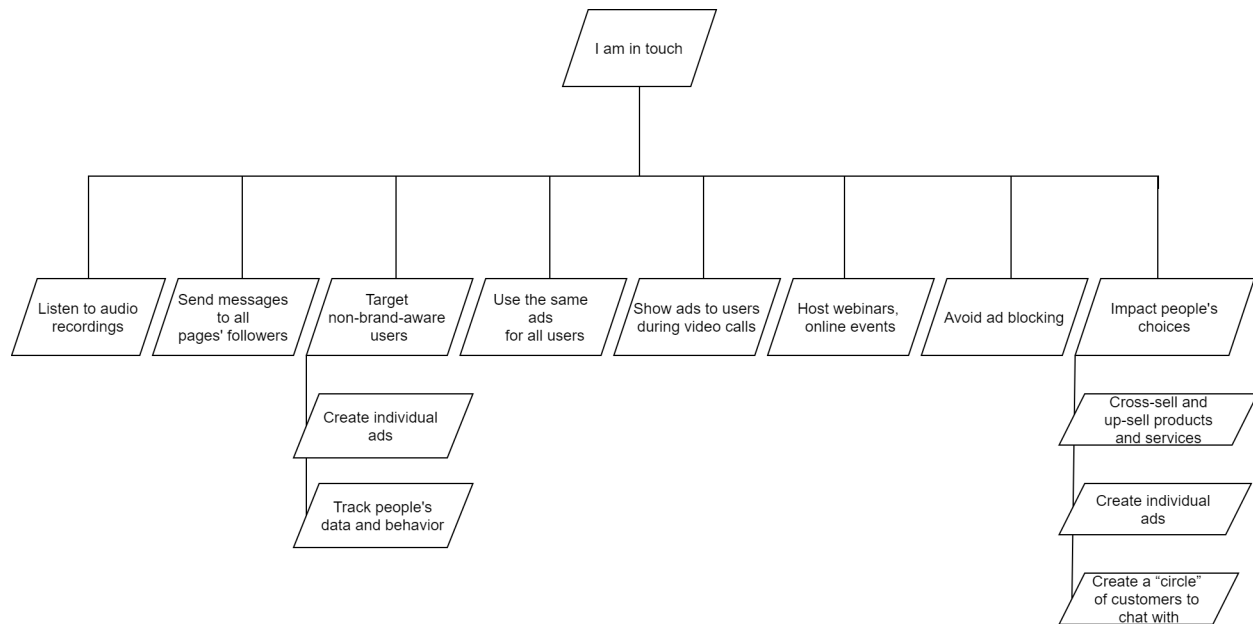 I am in touch
Listen to audio
recordings
Send messages
to all
pages' followers
Target
non-brand-aware
users
Use the same
ads
for all users
Show ads to users
during video calls
Host webinars,
online events
Avoid ad blocking
Impact people's
choices
Create individual
ads
Track people's
data and behavior
Cross-sell and
up-sell products
and services
Create individual
ads
Create a “circle”
of customers to
chat with